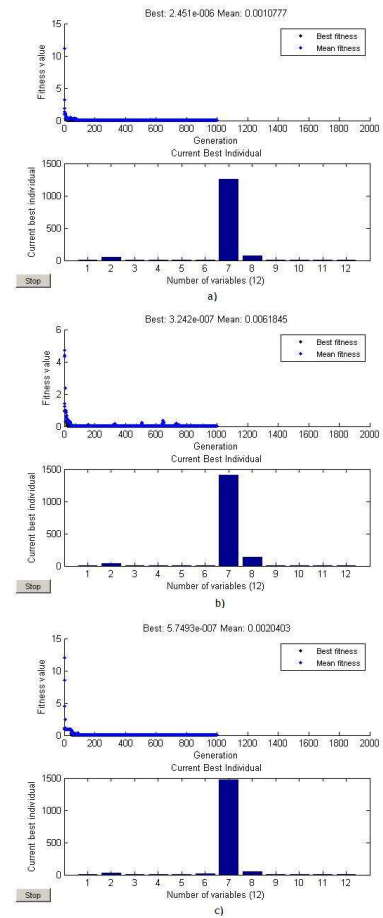 Best: 2.451e-006 Mean: 0.0010777
15
10
5
0
Fitness value
Best fitness
Mean fitness
0 200 400 600 800 1000 1200 1400 1600 1800 2000
Generation
Current Best Individual
1500
1000
500
0
Current best individual
1 2 3 4 5 6 7 8 9 10 11 12
Number of variables (12)
Stop
a)
Best: 3.242e-007 Mean: 0.0061845
6
4
2
0
Fitness value
Best fitness
Mean fitness
0 200 400 600 800 1000 1200 1400 1600 1800 2000
Generation
Current Best Individual
1500
1000
500
0
Current best individual
1 2 3 4 5 6 7 8 9 10 11 12
Number of variables (12)
Stop
b)
Best: 5.7493e-007 Mean: 0.0020403
15
10
5
0
Fitness value
Best fitness
Mean fitness
0 200 400 600 800 1000 1200 1400 1600 1800 2000
Generation
Current Best Individual
1500
1000
500
0
Current best individual
1 2 3 4 5 6 7 8 9 10 11 12
Number of variables (12)
Stop
c)